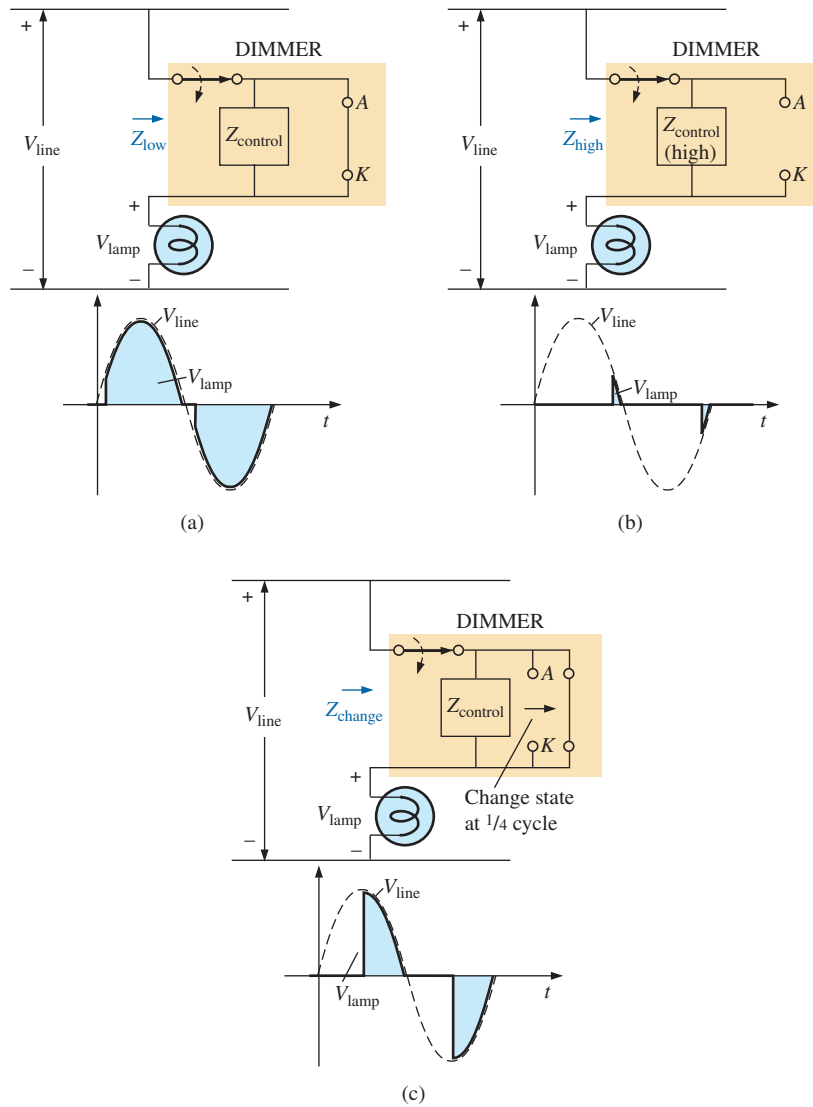 +
DIMMER
A
Z_low
Z_control
V_line
K
+
V_lamp
–
–
V_line
V_lamp
t
(a)
+
DIMMER
A
Z_high
Z_control
(high)
V_line
K
+
V_lamp
–
–
V_line
V_lamp
t
(b)
+
DIMMER
A
Z_change
Z_control
V_line
K
+
Change state
at 1/4 cycle
V_lamp
–
–
V_line
V_lamp
t
(c)